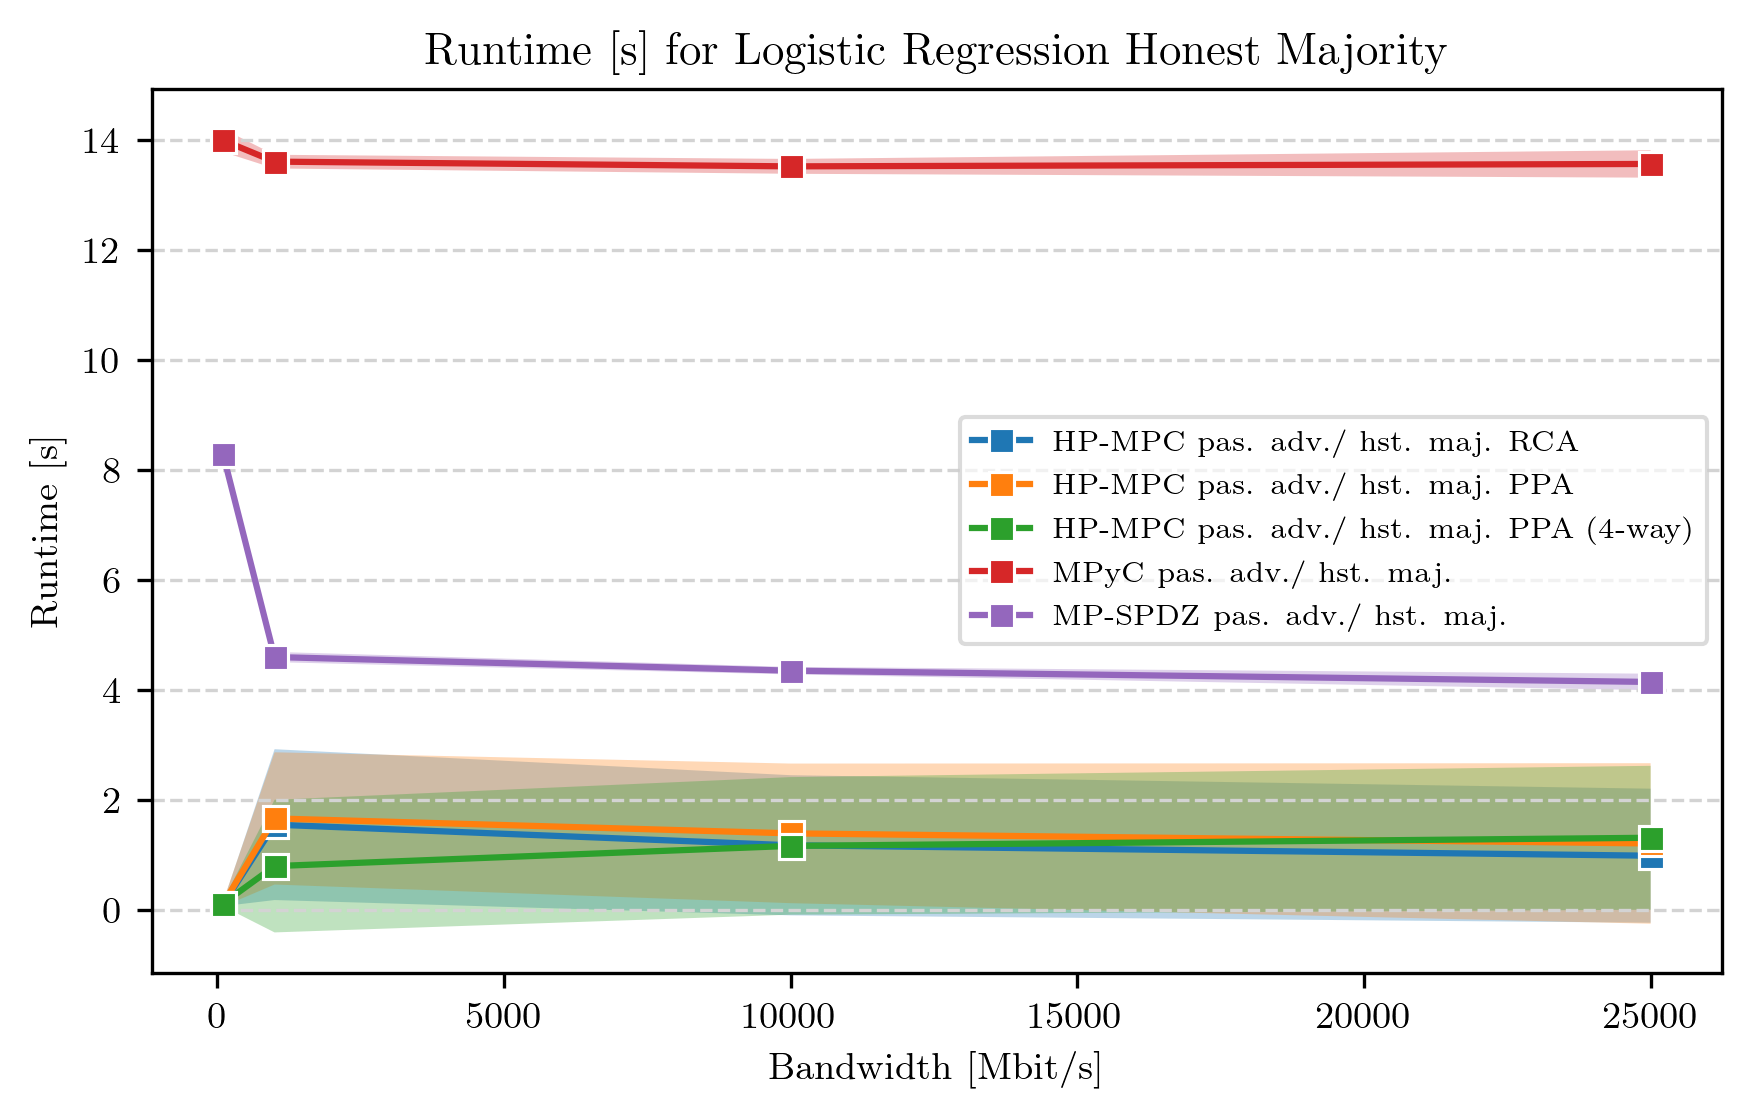 Runtime [s] for Logistic Regression Honest Majority
14
12
10
8
6
4
2
0
Runtime [s]
HP-MPC pas. adv./ hst. maj. RCA
HP-MPC pas. adv./ hst. maj. PPA
HP-MPC pas. adv./ hst. maj. PPA (4-way)
MPyC pas. adv./ hst. maj.
MP-SPDZ pas. adv./ hst. maj.
0 5000 10000 15000 20000 25000
Bandwidth [Mbit/s]